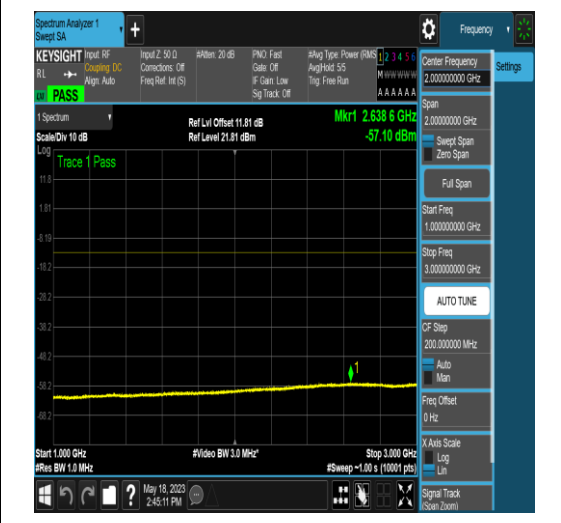 Spectrum Analyzer 1
Swept SA
+
Frequency
KEYSIGHT
RL
Input: RF
Coupling: DC
Align: Auto
Input Z: 50 Ω
Corrections: Off
Freq Ref: Int (S)
#Atten: 20 dB
PNO: Fast
Gate: Off
IF Gain: Low
Sig Track: Off
#Avg Type: Power (RMS
Avg|Hold: 5/5
Trig: Free Run
1 2 3 4 5 6
M W W W W W
A A A A A A
PASS
1 Spectrum
Scale/Div 10 dB
Ref Lvl Offset 11.81 dB
Ref Level 21.81 dBm
Mkr1 2.638 6 GHz
-57.10 dBm
Log
Trace 1 Pass
11.8
1.81
-8.19
-18.2
-28.2
-38.2
-48.2
-58.2
-68.2
1
Start 1.000 GHz
#Res BW 1.0 MHz
#Video BW 3.0 MHz*
Stop 3.000 GHz
#Sweep ~1.00 s (10001 pts)
?
May 18, 2023
2:45:11 PM
Center Frequency
2.000000000 GHz
Settings
Span
2.00000000 GHz
Swept Span
Zero Span
Full Span
Start Freq
1.000000000 GHz
Stop Freq
3.000000000 GHz
AUTO TUNE
CF Step
200.000000 MHz
Auto
Man
Freq Offset
0 Hz
X Axis Scale
Log
Lin
Signal Track
(Span Zoom)